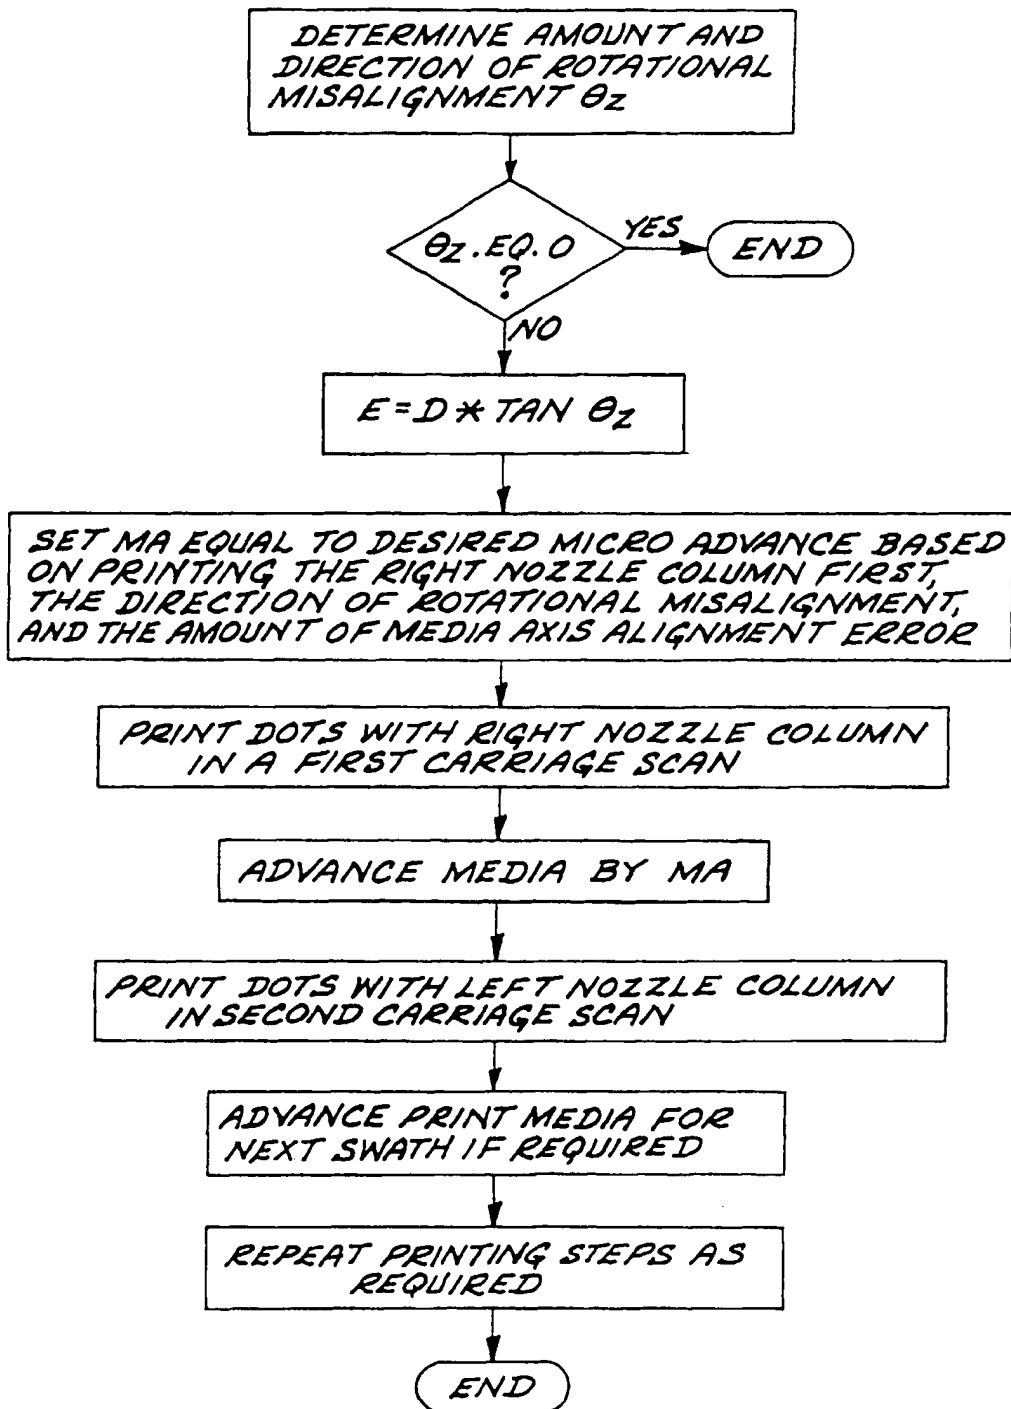 DETERMINE AMOUNT AND
DIRECTION OF ROTATIONAL
MISALIGNMENT θZ
θZ.EQ.O
?
YES
END
NO
E=D * TAN θZ
SET MA EQUAL TO DESIRED MICRO ADVANCE BASED
ON PRINTING THE RIGHT NOZZLE COLUMN FIRST,
THE DIRECTION OF ROTATIONAL MISALIGNMENT,
AND THE AMOUNT OF MEDIA AXIS ALIGNMENT ERROR
PRINT DOTS WITH RIGHT NOZZLE COLUMN
IN A FIRST CARRIAGE SCAN
ADVANCE MEDIA BY MA
PRINT DOTS WITH LEFT NOZZLE COLUMN
IN SECOND CARRIAGE SCAN
ADVANCE PRINT MEDIA FOR
NEXT SWATH IF REQUIRED
REPEAT PRINTING STEPS AS
REQUIRED
END